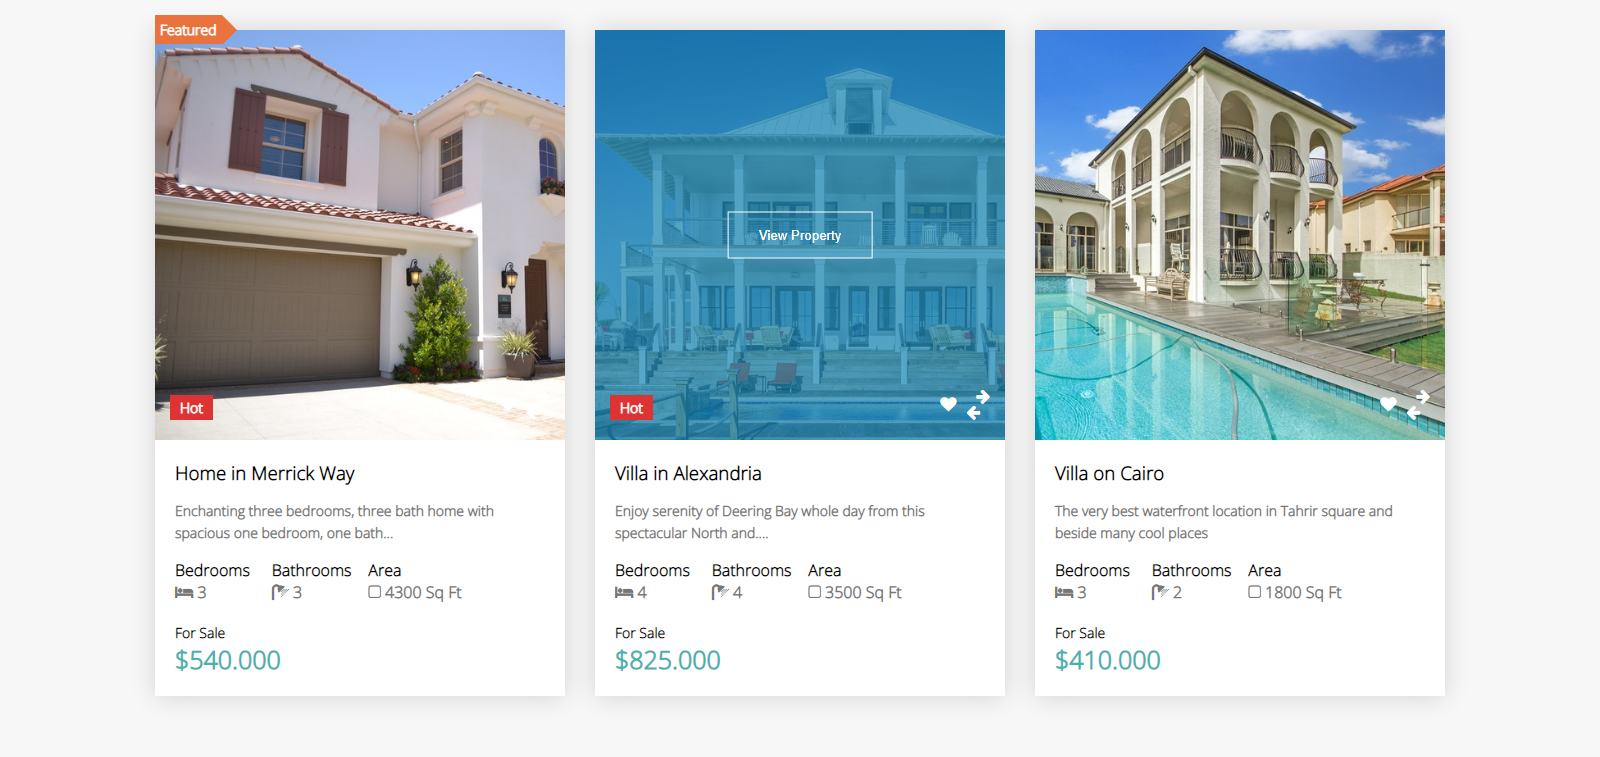 Featured
Hot
Home in Merrick Way
Enchanting three bedrooms, three bath home with
spacious one bedroom, one bath...
Bedrooms Bathrooms Area
3 3 4300 Sq Ft
For Sale
$540.000
View Property
Hot
Villa in Alexandria
Enjoy serenity of Deering Bay whole day from this
spectacular North and....
Bedrooms Bathrooms Area
4 4 3500 Sq Ft
For Sale
$825.000
Villa on Cairo
The very best waterfront location in Tahrir square and
beside many cool places
Bedrooms Bathrooms Area
3 2 1800 Sq Ft
For Sale
$410.000